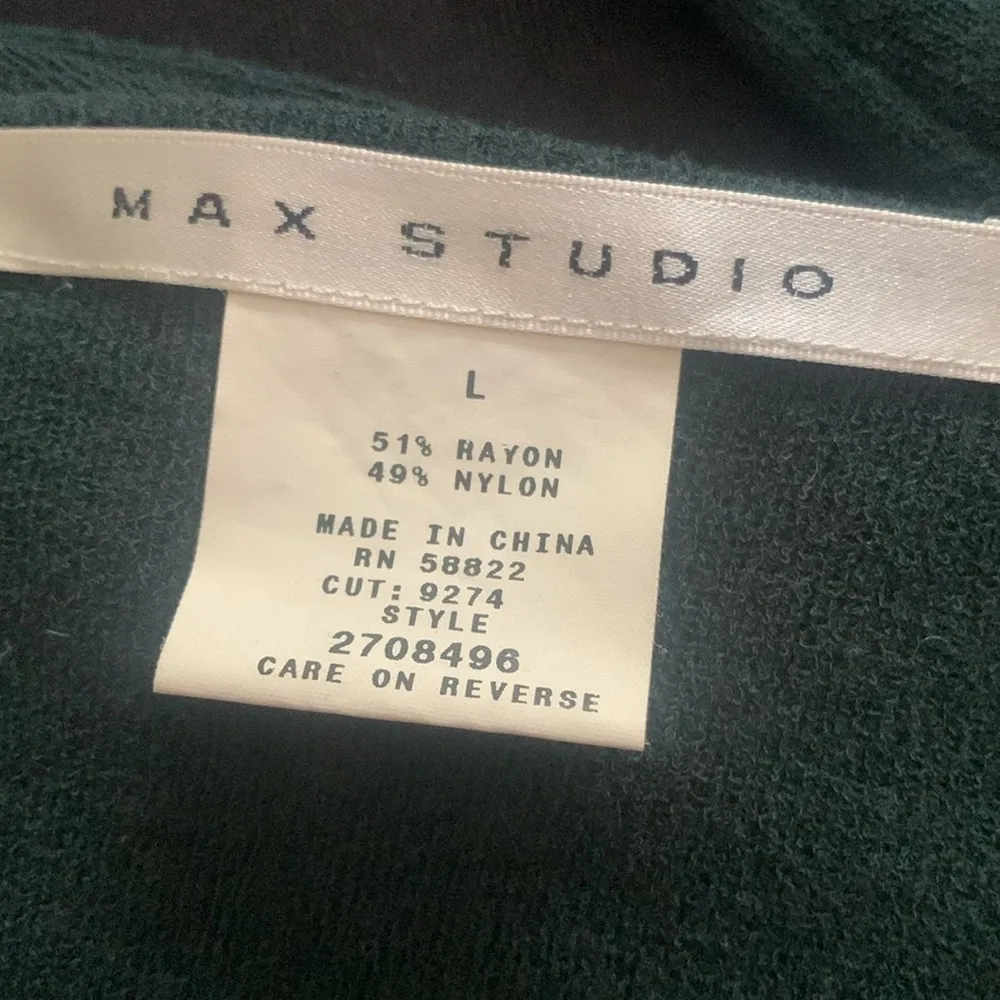 MAX STUDIO
L
51% RAYON
49% NYLON
MADE IN CHINA
RN 58822
CUT: 9274
STYLE
2708496
CARE ON REVERSE